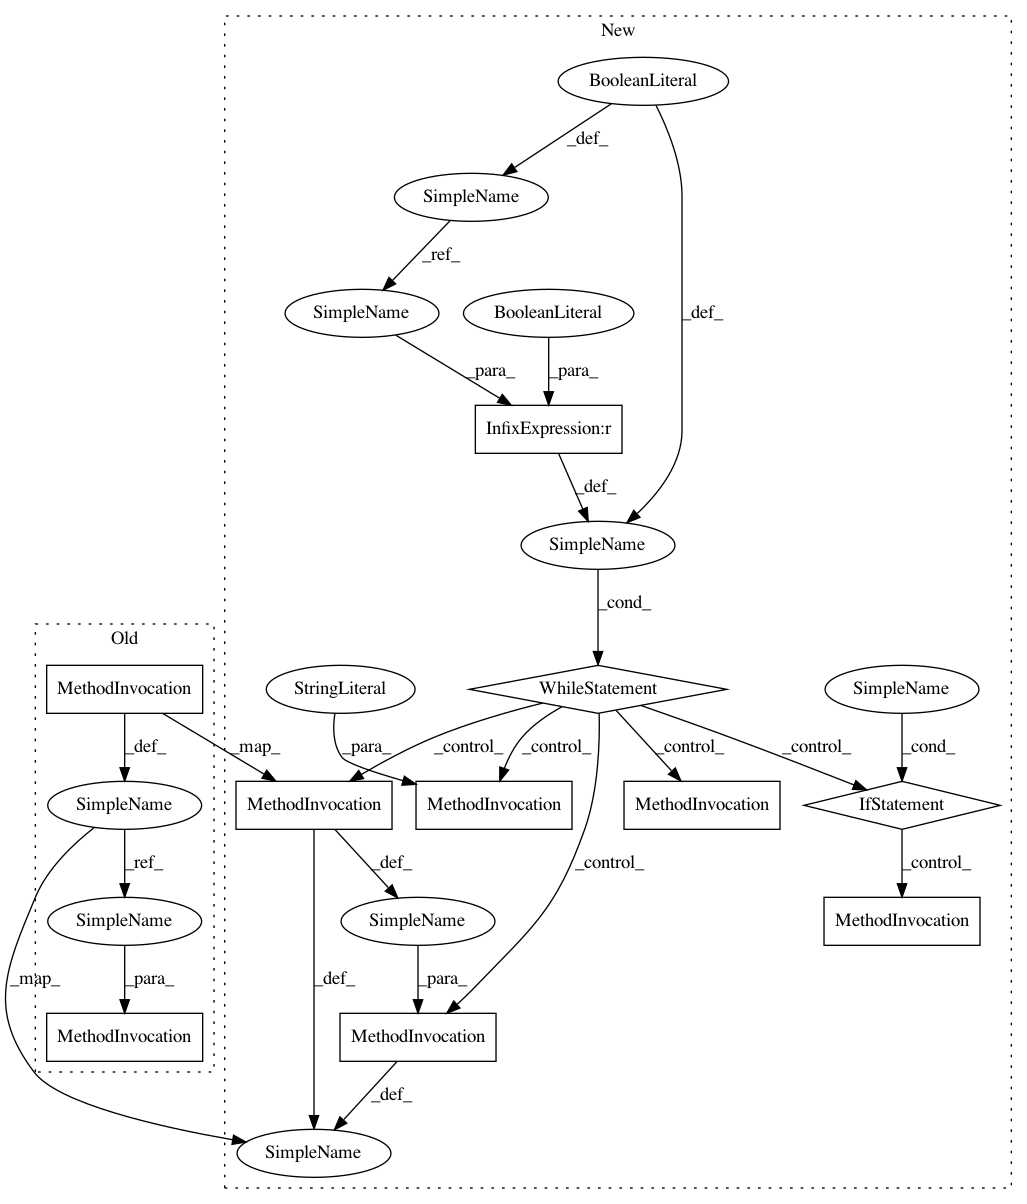 New
BooleanLiteral
_def_
SimpleName
_ref_
SimpleName
BooleanLiteral
_def_
_para_
_para_
InfixExpression:r
_def_
SimpleName
_cond_
Old
MethodInvocation
StringLiteral
WhileStatement
SimpleName
_def_
_map_
_para_
_control_
_control_
_control_
_control_
_cond_
SimpleName
MethodInvocation
MethodInvocation
MethodInvocation
IfStatement
_ref_
_def_
_control_
_control_
SimpleName
SimpleName
MethodInvocation
_map_
_para_
_def_
_para_
MethodInvocation
MethodInvocation
_def_
SimpleName